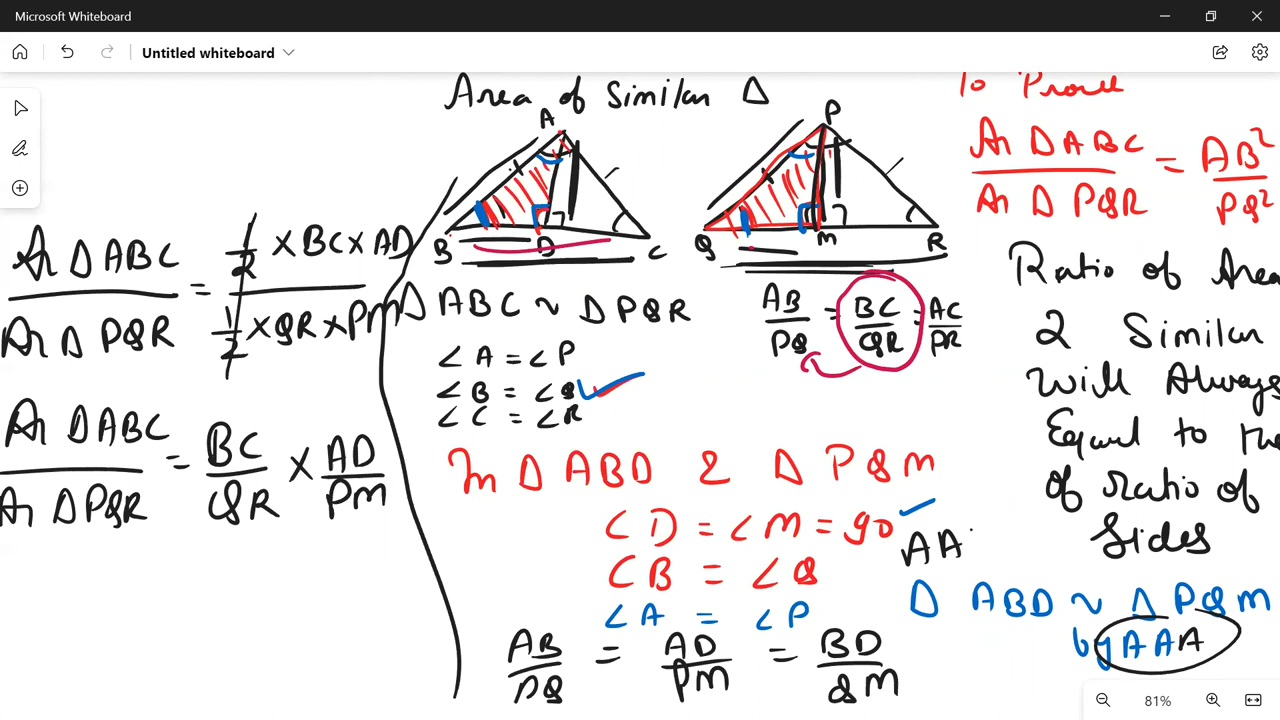 Microsoft Whiteboard
Untitled whiteboard
Area of Similar Δ
A
B D C
P
Q M R
To Prove
Ar Δ ABC / Ar Δ PQR = AB² / PQ²
Ratio of Area
2 Similar
Will Always
Equal to the
of ratio of
Sides
Ar Δ ABC / Ar Δ PQR = 1/2 × BC × AD / 1/2 × QR × PM
Ar Δ ABC / Ar Δ PQR = BC / QR × AD / PM
Δ ABC ~ Δ PQR
AB / PQ = BC / QR = AC / PR
∠A = ∠P
∠B = ∠Q
∠C = ∠R
In Δ ABD & Δ PQM
∠D = ∠M = 90
∠B = ∠Q
∠A = ∠P
AA
Δ ABD ~ Δ PQM
by AAA
AB / PQ = AD / PM = BD / QM
81%